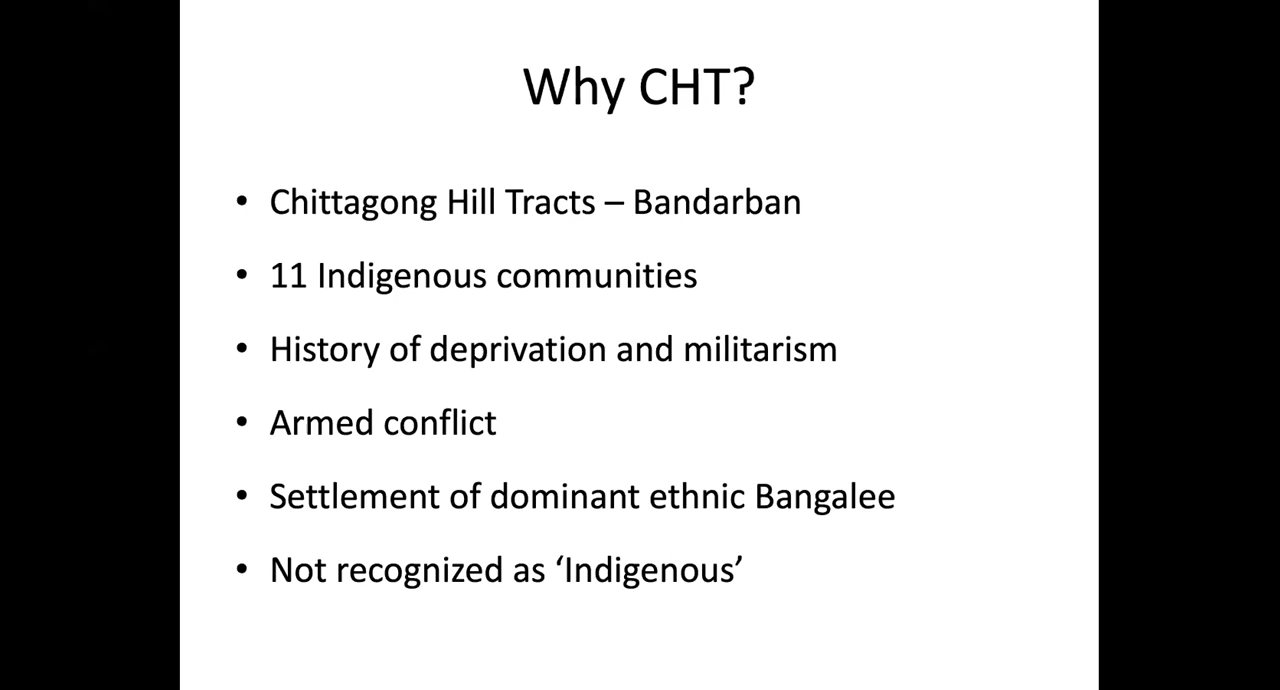 Why CHT?
• Chittagong Hill Tracts – Bandarban
• 11 Indigenous communities
• History of deprivation and militarism
• Armed conflict
• Settlement of dominant ethnic Bangalee
• Not recognized as ‘Indigenous’